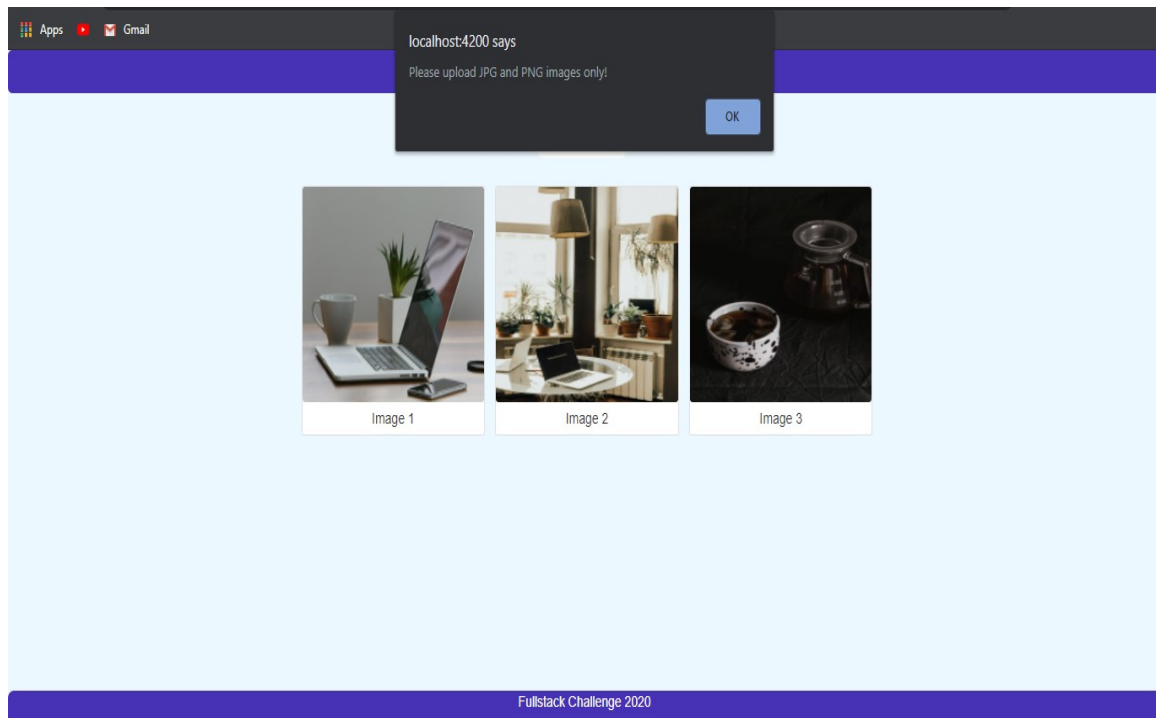 Apps
Gmail
localhost:4200 says
Please upload JPG and PNG images only!
OK
Image 1
Image 2
Image 3
Fullstack Challenge 2020